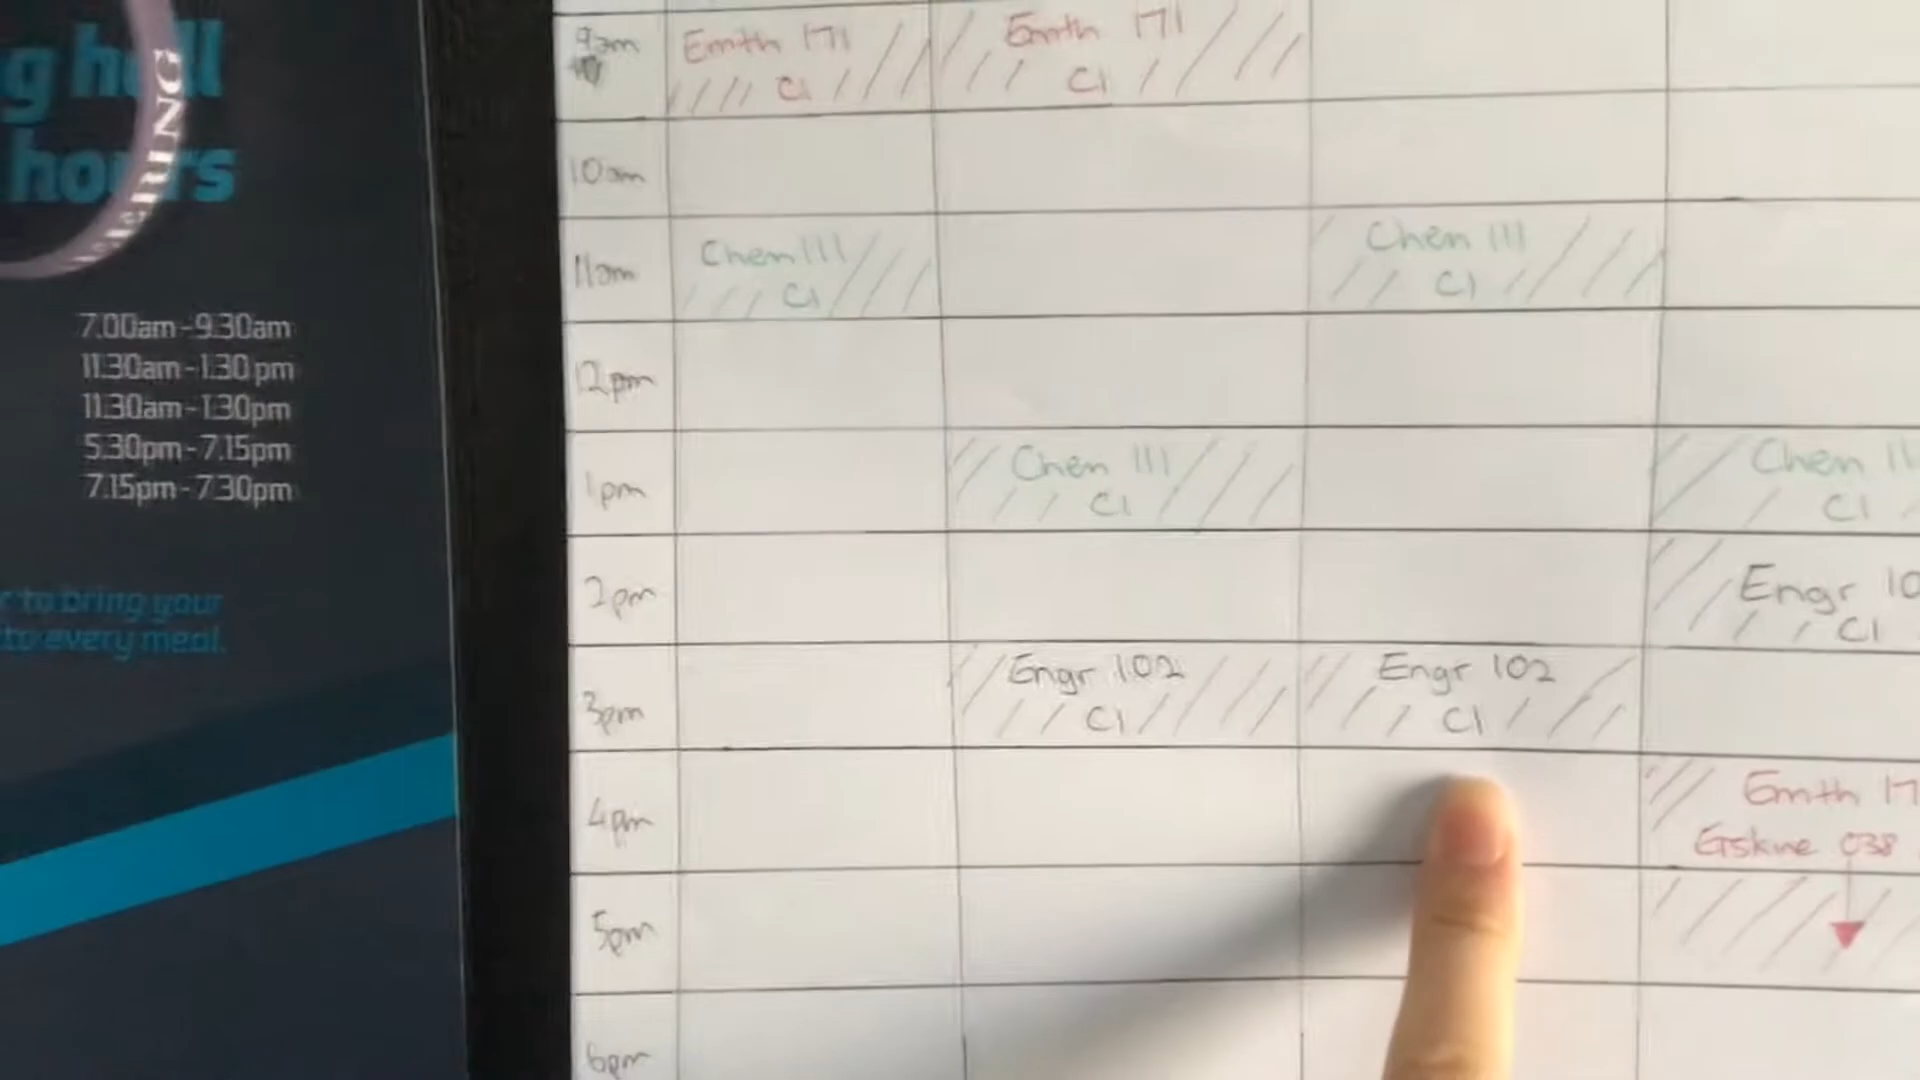 g hall
hours
7.00am - 9.30am
11.30am - 1.30pm
11.30am - 1.30pm
5.30pm - 7.15pm
7.15pm - 7.30pm
r to bring your
to every meal.
9am
Emth 171
C1
Emth 171
C1
10am
11am
Chem 111
C1
Chem 111
C1
12pm
1pm
Chem 111
C1
Chem 11
C1
2pm
Engr 10
C1
3pm
Engr 102
C1
Engr 102
C1
4pm
Emth 17
Erskine 038
5pm
6pm